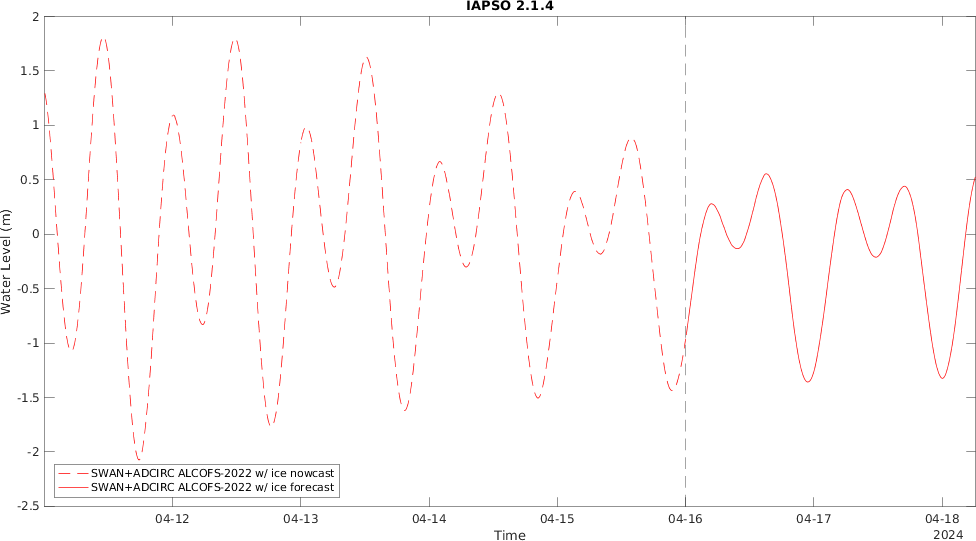 IAPSO 2.1.4
2
1.5
1
0.5
0
-0.5
-1
-1.5
-2
-2.5
Water Level (m)
SWAN+ADCIRC ALCOFS-2022 w/ ice nowcast
SWAN+ADCIRC ALCOFS-2022 w/ ice forecast
04-12 04-13 04-14 04-15 04-16 04-17 04-18
2024
Time